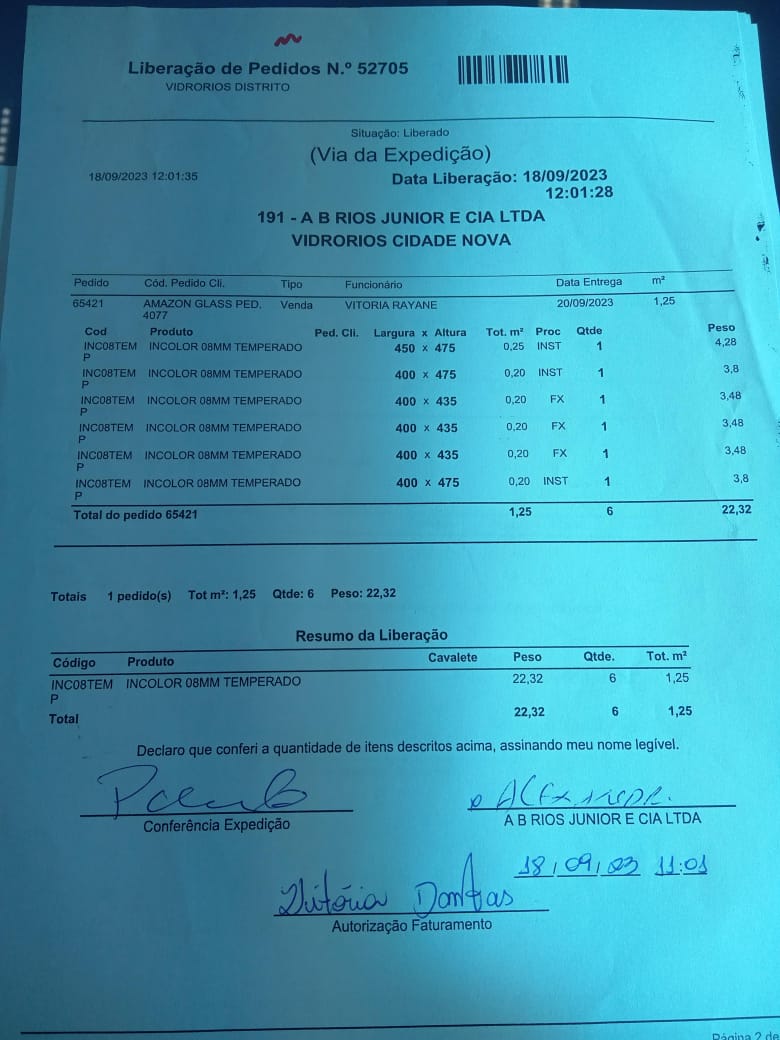 Liberação de Pedidos N.º 52705
VIDRORIOS DISTRITO
Situação: Liberado
(Via da Expedição)
18/09/2023 12:01:35 Data Liberação: 18/09/2023
12:01:28
191 - A B RIOS JUNIOR E CIA LTDA
VIDRORIOS CIDADE NOVA
Pedido Cód. Pedido Cli. Tipo Funcionário Data Entrega m²
65421 AMAZON GLASS PED. Venda VITORIA RAYANE 20/09/2023 1,25
4077
Cod Produto Ped. Cli. Largura x Altura Tot. m² Proc Qtde Peso
INC08TEM INCOLOR 08MM TEMPERADO 450 x 475 0,25 INST 1 4,28
P
INC08TEM INCOLOR 08MM TEMPERADO 400 x 475 0,20 INST 1 3,8
P
INC08TEM INCOLOR 08MM TEMPERADO 400 x 435 0,20 FX 1 3,48
P
INC08TEM INCOLOR 08MM TEMPERADO 400 x 435 0,20 FX 1 3,48
P
INC08TEM INCOLOR 08MM TEMPERADO 400 x 435 0,20 FX 1 3,48
P
INC08TEM INCOLOR 08MM TEMPERADO 400 x 475 0,20 INST 1 3,8
P
Total do pedido 65421 1,25 6 22,32
Totais 1 pedido(s) Tot m²: 1,25 Qtde: 6 Peso: 22,32
Resumo da Liberação
Código Produto Cavalete Peso Qtde. Tot. m²
INC08TEM INCOLOR 08MM TEMPERADO 22,32 6 1,25
P
Total 22,32 6 1,25
Declaro que conferi a quantidade de itens descritos acima, assinando meu nome legível.
Conferência Expedição A B RIOS JUNIOR E CIA LTDA
18/09/23 11:01
Vitória Dantas
Autorização Faturamento
Página 2 de